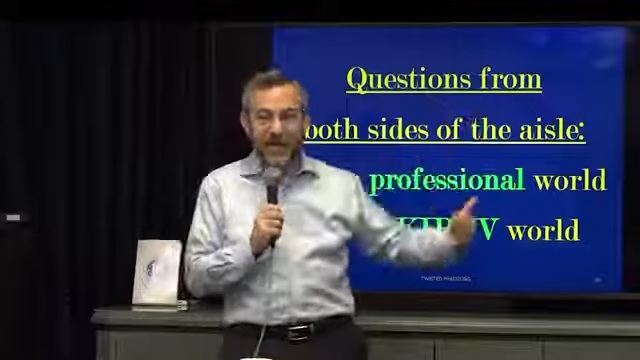 Questions from
both sides of the aisle:
professional world
world